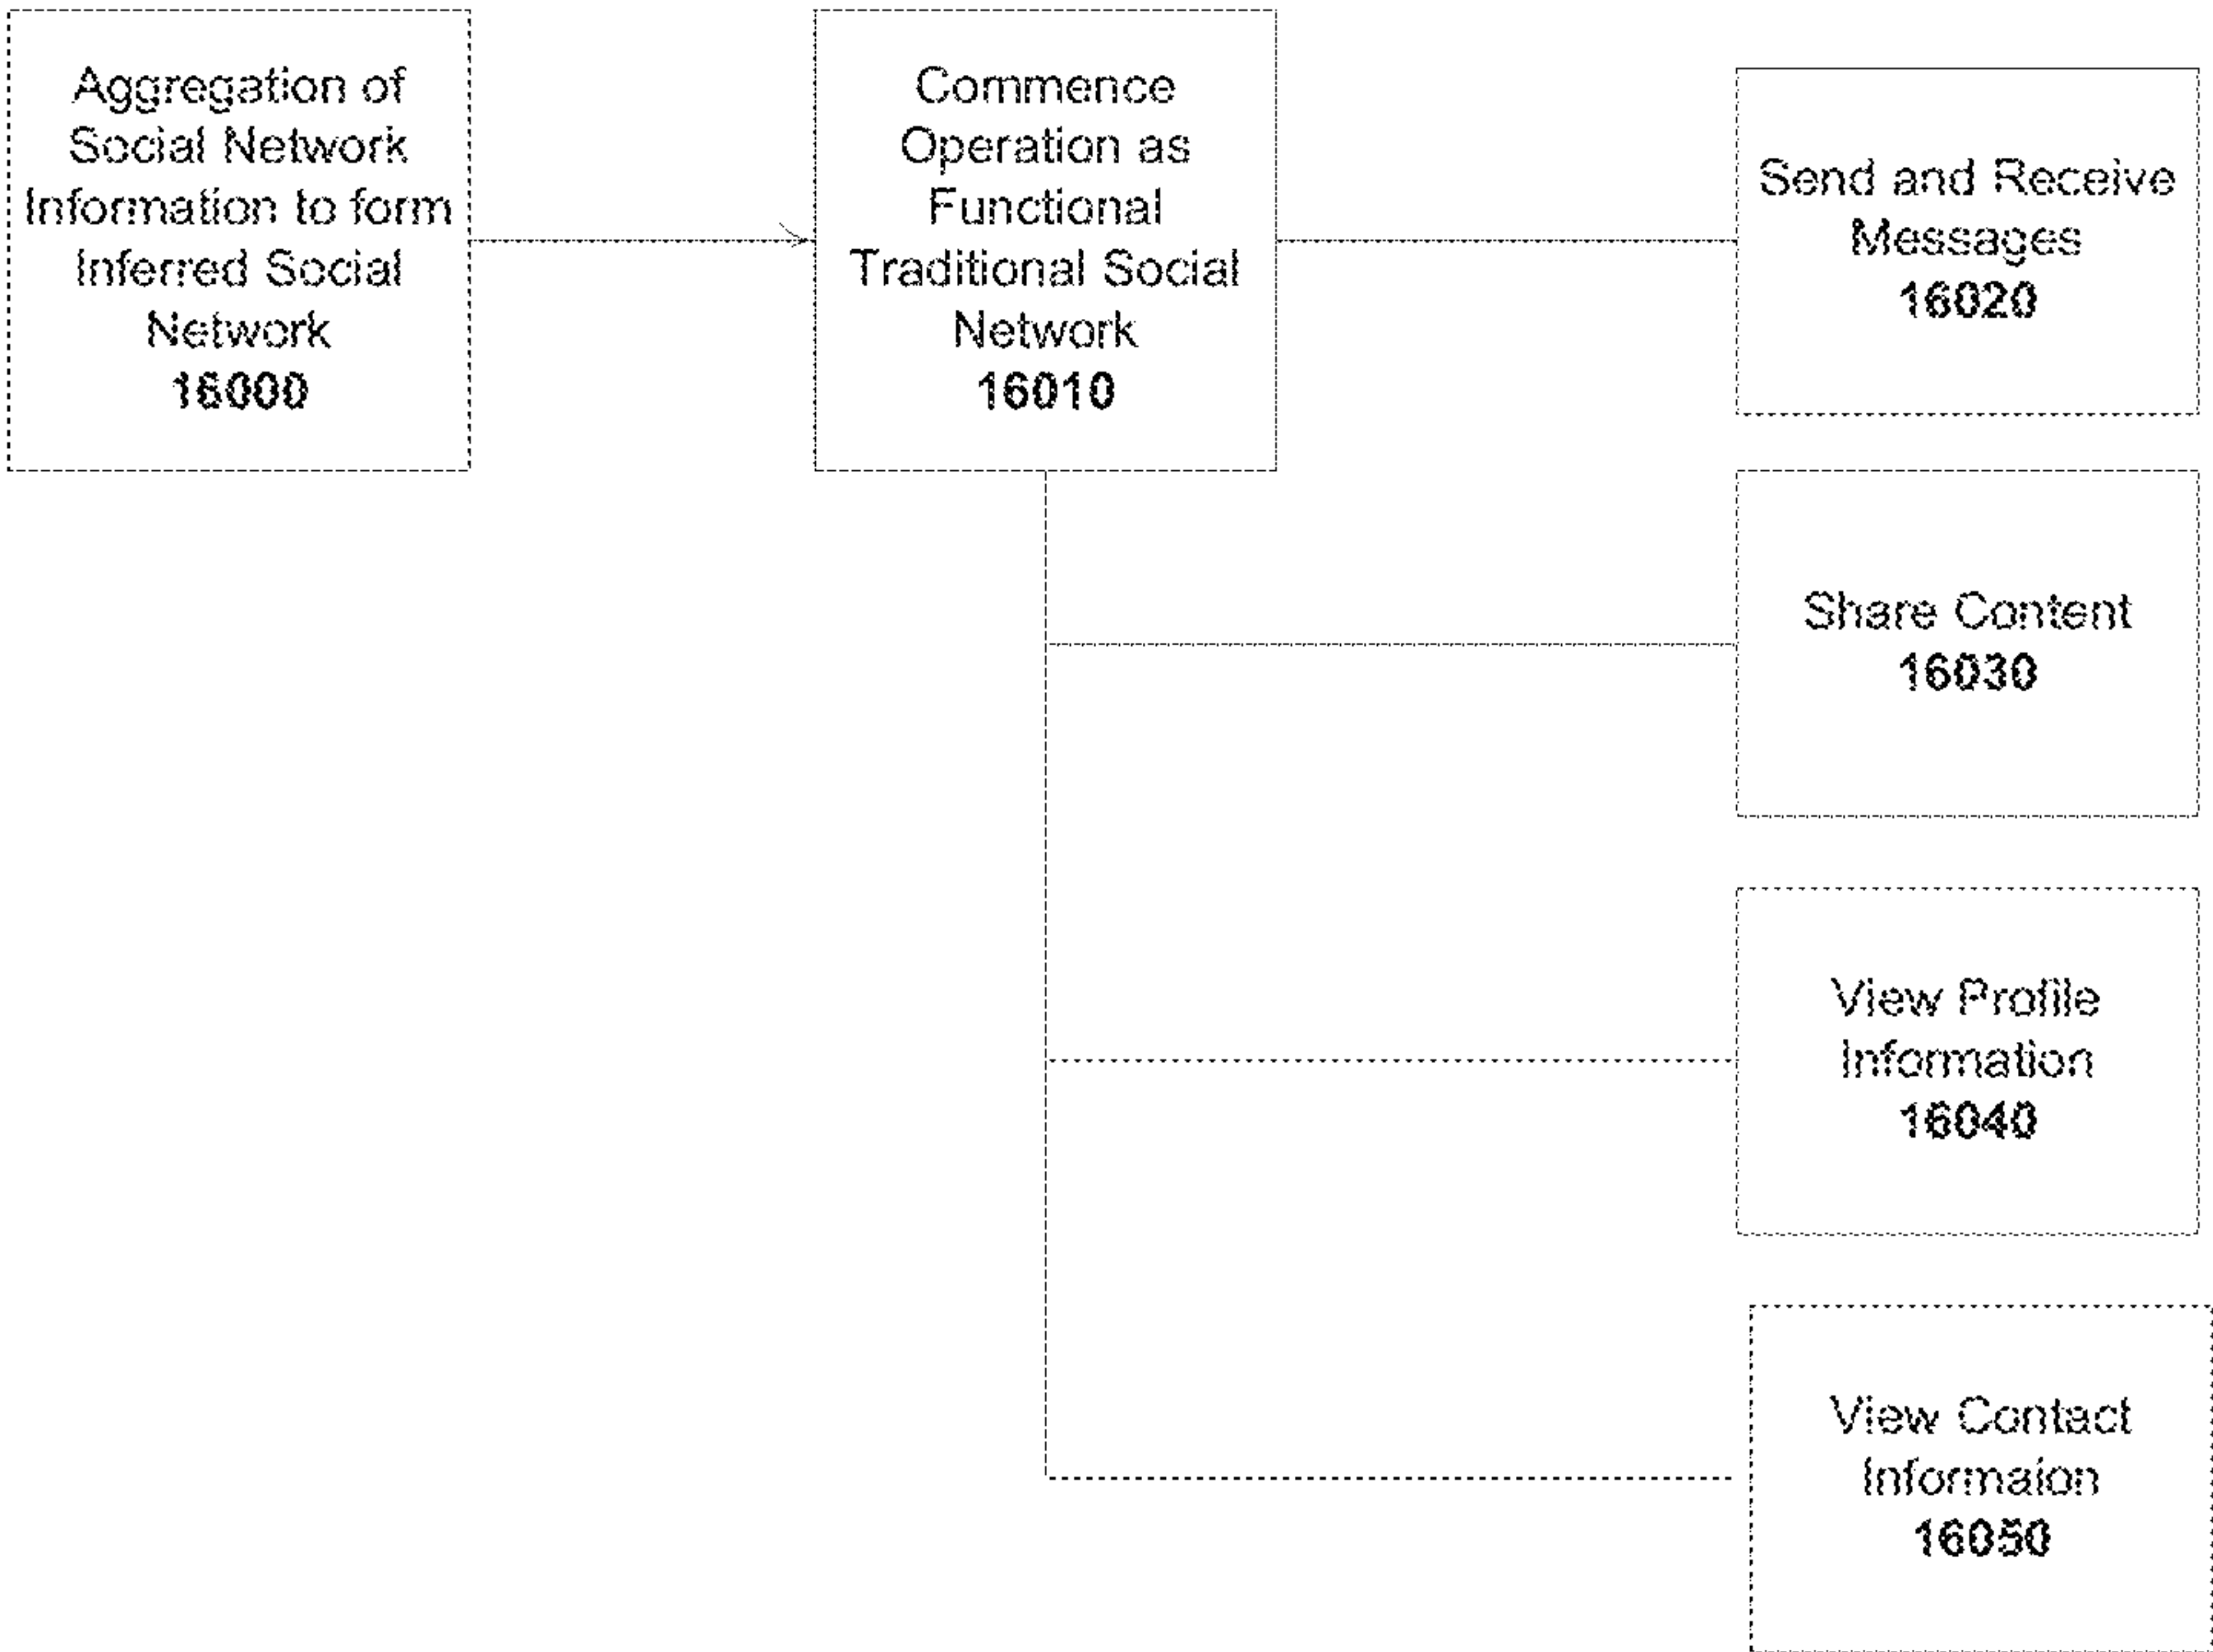 Aggregation of
Social Network
Information to form
Inferred Social
Network
16000
Commence
Operation as
Functional
Traditional Social
Network
16010
Send and Receive
Messages
16020
Share Content
16030
View Profile
Information
16040
View Contact
Informaion
16050